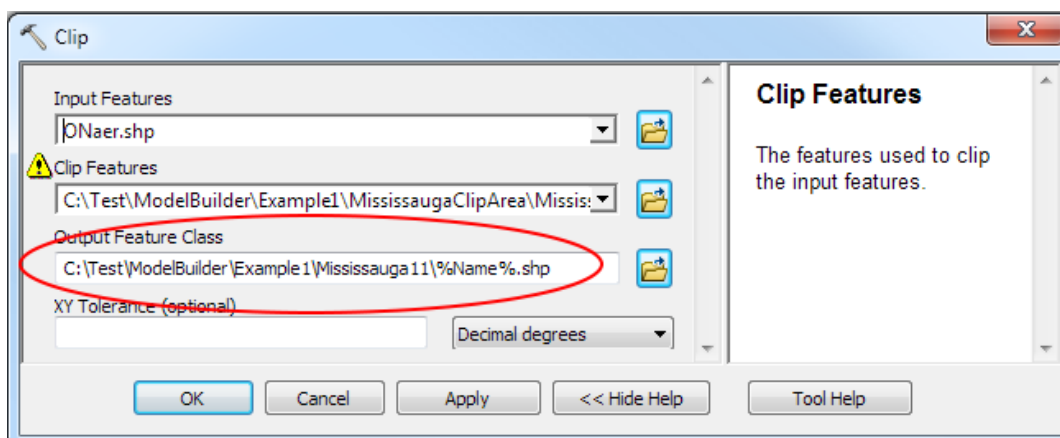 Clip
Input Features
ONaer.shp
Clip Features
C:\Test\ModelBuilder\Example1\MississaugaClipArea\Missis
Output Feature Class
C:\Test\ModelBuilder\Example1\Mississauga11\%Name%.shp
XY Tolerance (optional)
Decimal degrees
OK Cancel Apply << Hide Help Tool Help
Clip Features
The features used to clip
the input features.